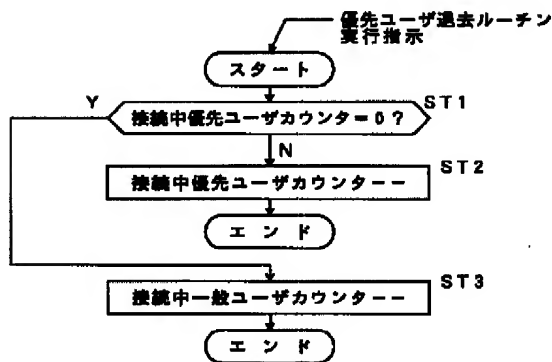 優先ユーザ退去ルーチン
実行指示
スタート
Y
ST1
接続中優先ユーザカウンター＝0？
N
ST2
接続中優先ユーザカウンター－－
エンド
ST3
接続中一般ユーザカウンター－－
エンド